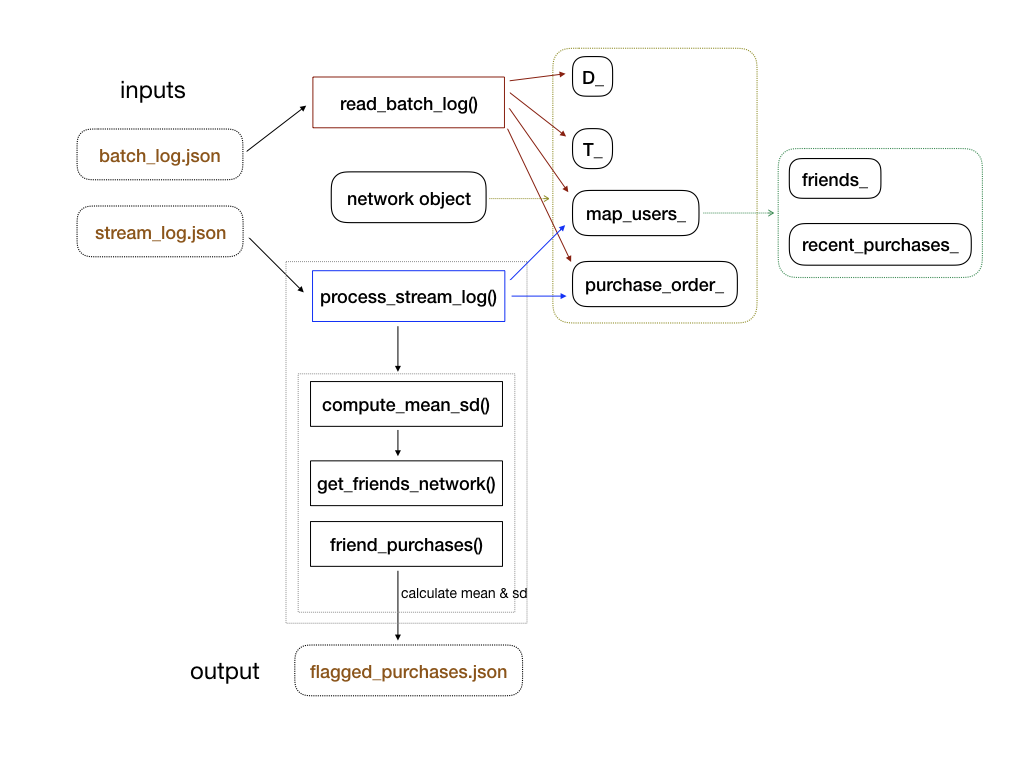 inputs
batch_log.json
stream_log.json
read_batch_log()
network object
process_stream_log()
D_
T_
map_users_
purchase_order_
friends_
recent_purchases_
compute_mean_sd()
get_friends_network()
friend_purchases()
calculate mean & sd
output
flagged_purchases.json